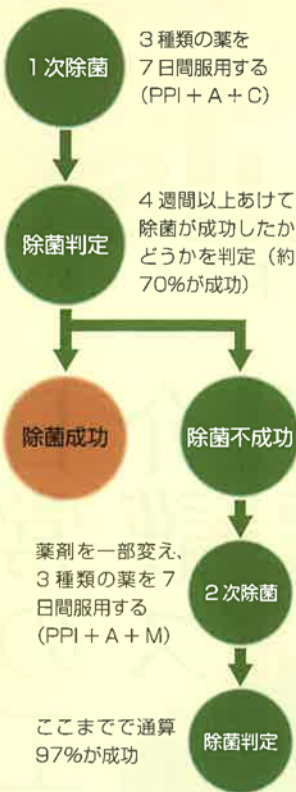 1次除菌
3種類の薬を
7日間服用する
(PPI+A+C)
除菌判定
4週間以上あけて
除菌が成功したか
どうかを判定(約
70%が成功)
除菌成功
除菌不成功
薬剤を一部変え、
3種類の薬を7
日間服用する
(PPI+A+M)
2次除菌
ここまでで通算
97%が成功
除菌判定